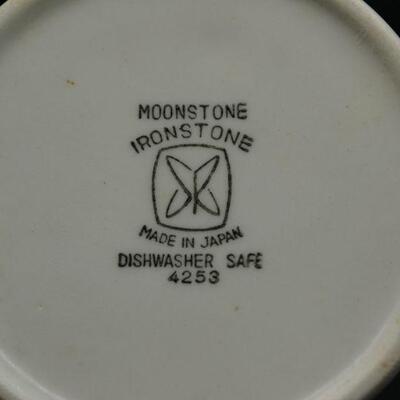 MOONSTONE
IRONSTONE
MADE IN JAPAN
DISHWASHER SAFE
4253